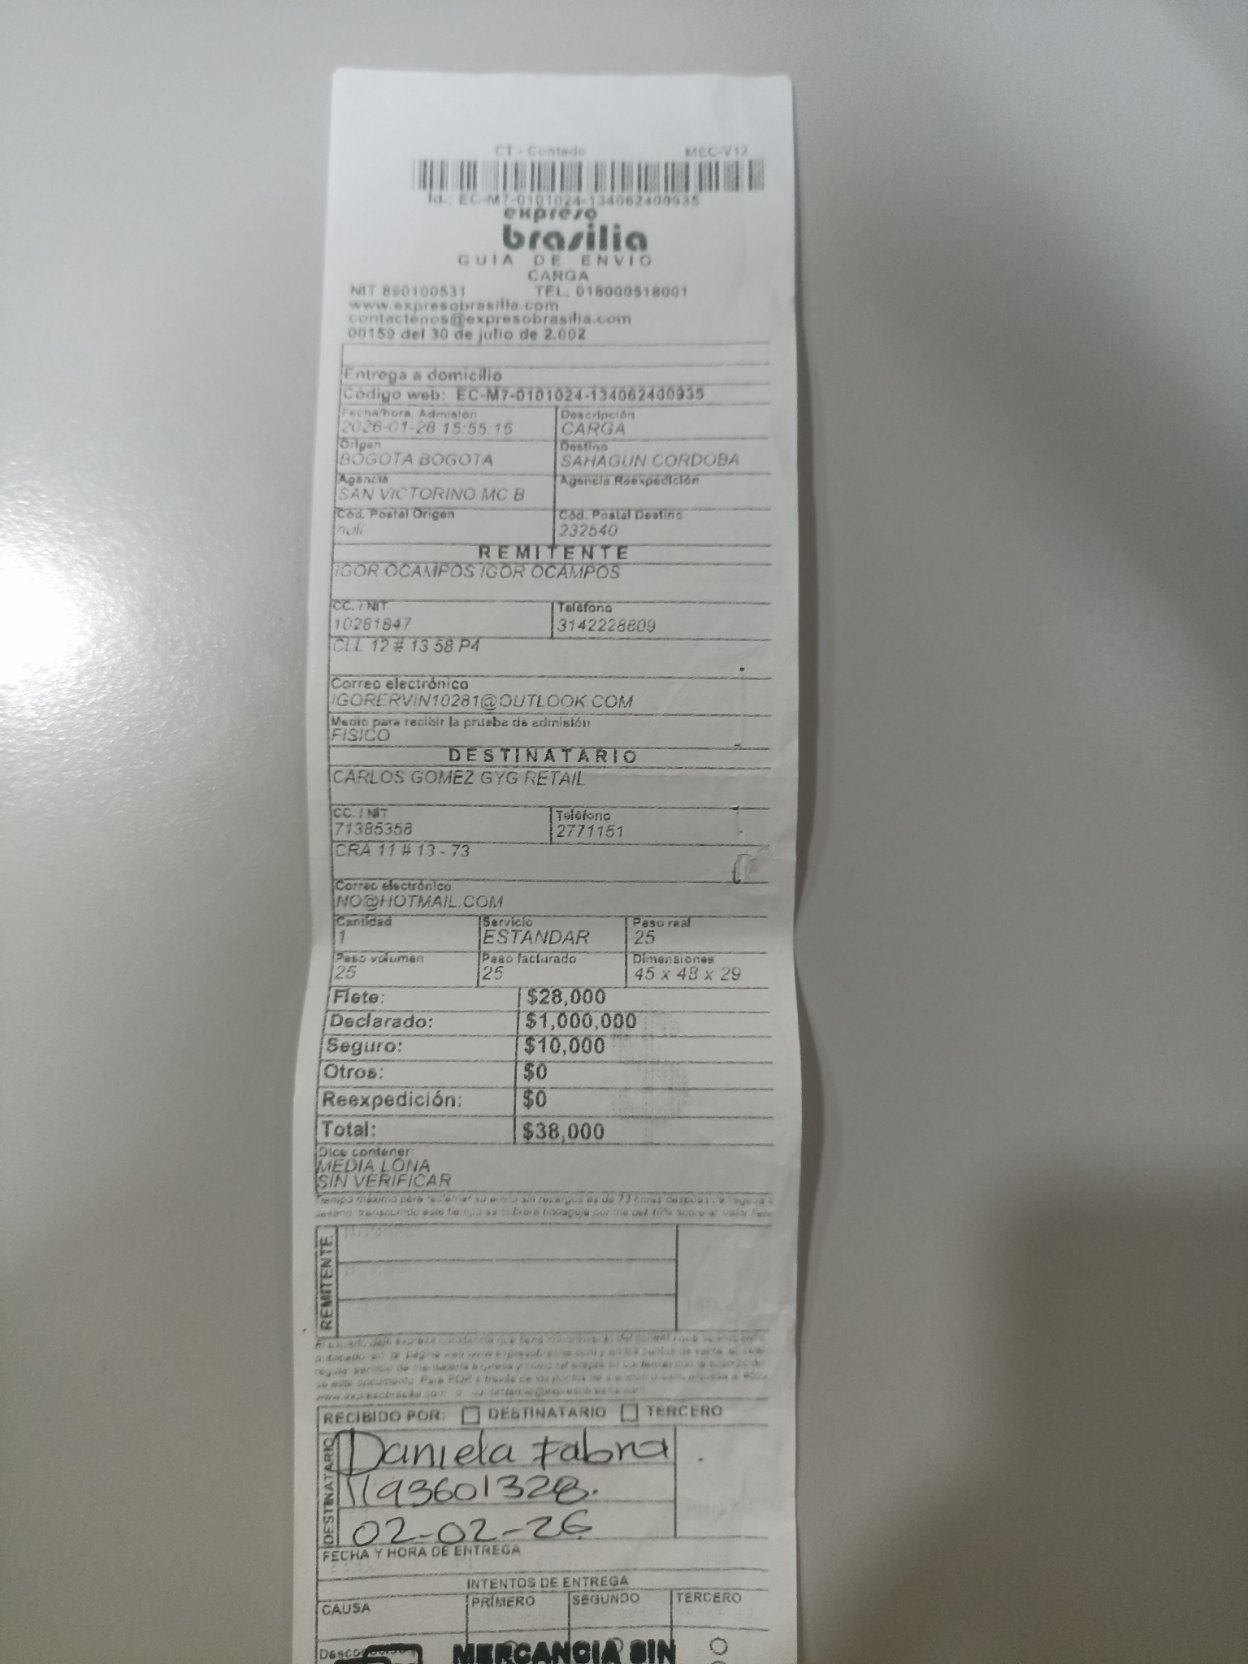 CT - Contado MEC-V12
Id.: EC-M7-0101024-134062400935
expreso
brasilia
GUIA DE ENVIO
CARGA
NIT 890100531 TEL. 018000518001
www.expresobrasilia.com
contactenos@expresobrasilia.com
00159 del 30 de julio de 2.002
Entrega a domicilio
Código web: EC-M7-0101024-134062400935
Fecha/hora Admisión Descripción
2026-01-28 15:55:15 CARGA
Origen Destino
BOGOTA BOGOTA SAHAGUN CORDOBA
Agencia Agencia Reexpedición
SAN VICTORINO MC B
Cód. Postal Origen Cód. Postal Destino
null 232540
REMITENTE
IGOR OCAMPOS IGOR OCAMPOS
CC. / NIT Teléfono
10281847 3142228809
CLL 12 # 13 58 P4
Correo electrónico
IGORERVIN10281@OUTLOOK.COM
Medio para recibir la prueba de admisión
FISICO
DESTINATARIO
CARLOS GOMEZ GYG RETAIL
CC. / NIT Teléfono
71385358 2771151
CRA 11 # 13 - 73
Correo electrónico
NO@HOTMAIL.COM
Cantidad Servicio Peso real
1 ESTANDAR 25
Peso volumen Peso facturado Dimensiones
25 25 45 x 48 x 29
Flete: $28,000
Declarado: $1,000,000
Seguro: $10,000
Otros: $0
Reexpedición: $0
Total: $38,000
Dice contener:
MEDIA LONA
SIN VERIFICAR
REMITENTE
RECIBIDO POR: DESTINATARIO TERCERO
DESTINATARIO
Daniela Fabra
1193601328.
02-02-26
FECHA Y HORA DE ENTREGA
INTENTOS DE ENTREGA
CAUSA PRIMERO SEGUNDO TERCERO
MERCANCIA SIN